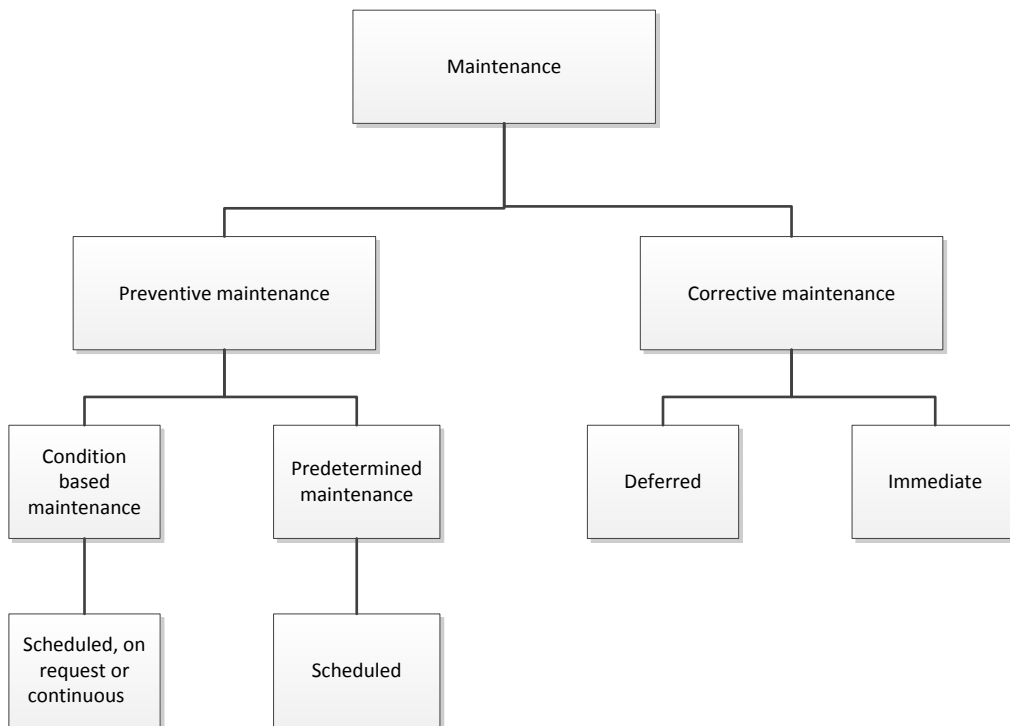 Maintenance
Preventive maintenance
Corrective maintenance
Condition
based
maintenance
Predetermined
maintenance
Deferred
Immediate
Scheduled, on
request or
continuous
Scheduled